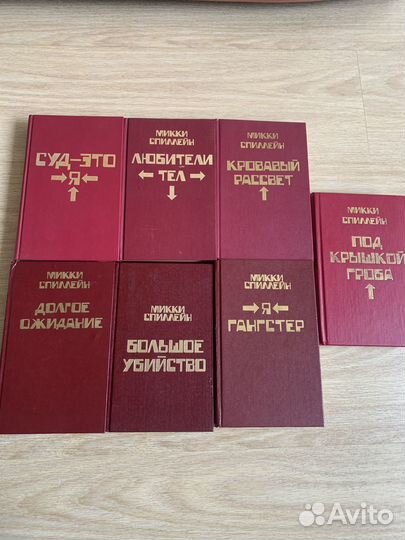 СУД-ЭТО
Я
МИККИ
СПИЛЛЕЙН
ЛЮБИТЕЛИ
ТЕЛ
МИККИ
СПИЛЛЕЙН
КРОВАВЫЙ
РАССВЕТ
МИККИ
СПИЛЛЕЙН
ПОД
КРЫШКОЙ
ГРОБА
МИККИ
СПИЛЛЕЙН
ДОЛГОЕ
ОЖИДАНИЕ
МИККИ
СПИЛЛЕЙН
БОЛЬШОЕ
УБИЙСТВО
МИККИ
СПИЛЛЕЙН
Я
ГАНГСТЕР
Avito